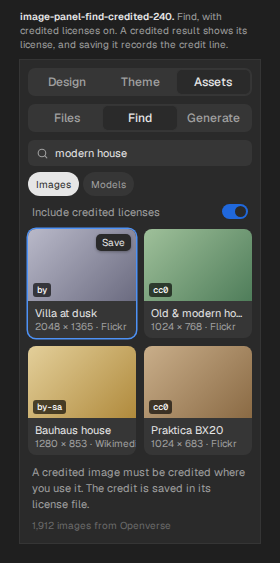 image-panel-find-credited-240. Find, with
credited licenses on. A credited result shows its
license, and saving it records the credit line.
Design Theme Assets
Files Find Generate
modern house
Images Models
Include credited licenses
Save
by cc0
Villa at dusk Old & modern ho...
2048 × 1365 · Flickr 1024 × 768 · Flickr
by-sa cc0
Bauhaus house Praktica BX20
1280 × 853 · Wikimed 1024 × 683 · Flickr
A credited image must be credited where
you use it. The credit is saved in its
license file.
1,912 images from Openverse